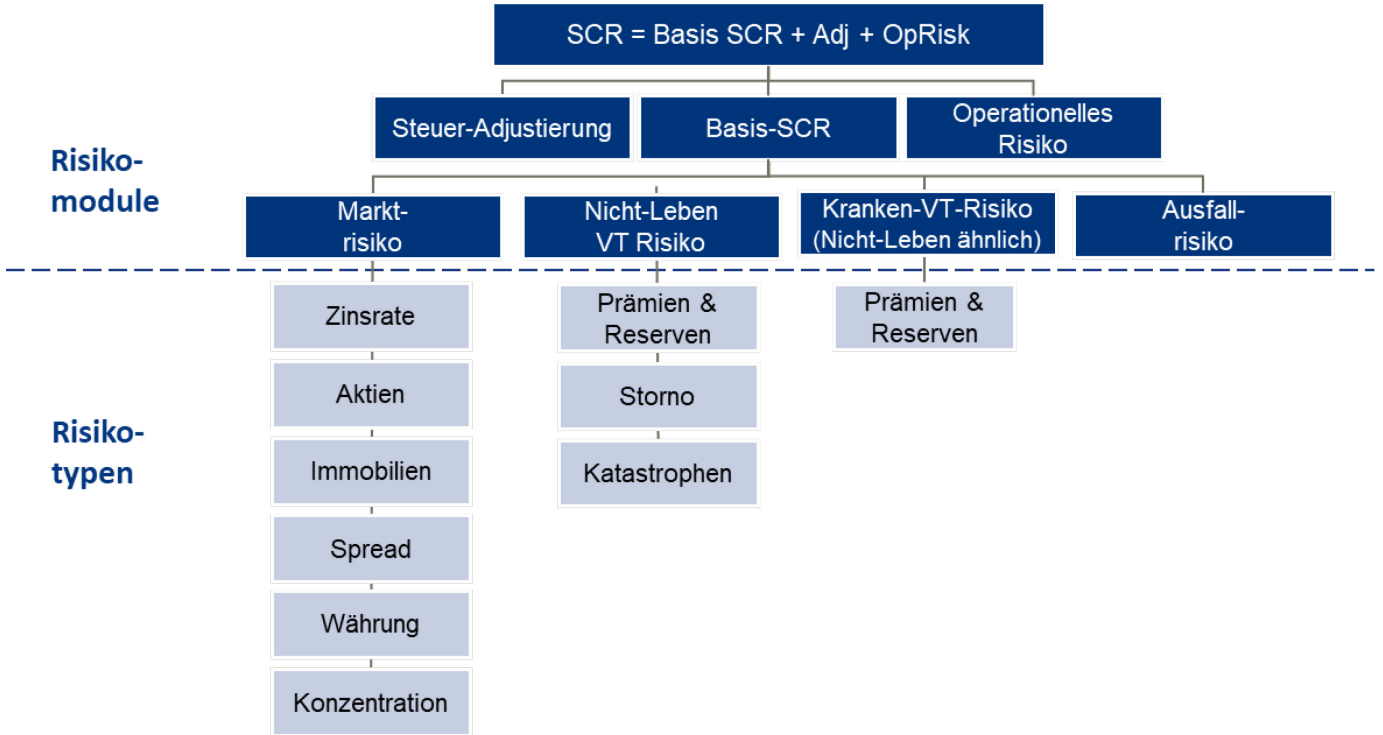 SCR = Basis SCR + Adj + OpRisk
Steuer-Adjustierung
Basis-SCR
Operationelles
Risiko
Risiko-
module
Markt-
risiko
Nicht-Leben
VT Risiko
Kranken-VT-Risiko
(Nicht-Leben ähnlich)
Ausfall-
risiko
Risiko-
typen
Zinsrate
Aktien
Immobilien
Spread
Währung
Konzentration
Prämien &
Reserven
Storno
Katastrophen
Prämien &
Reserven